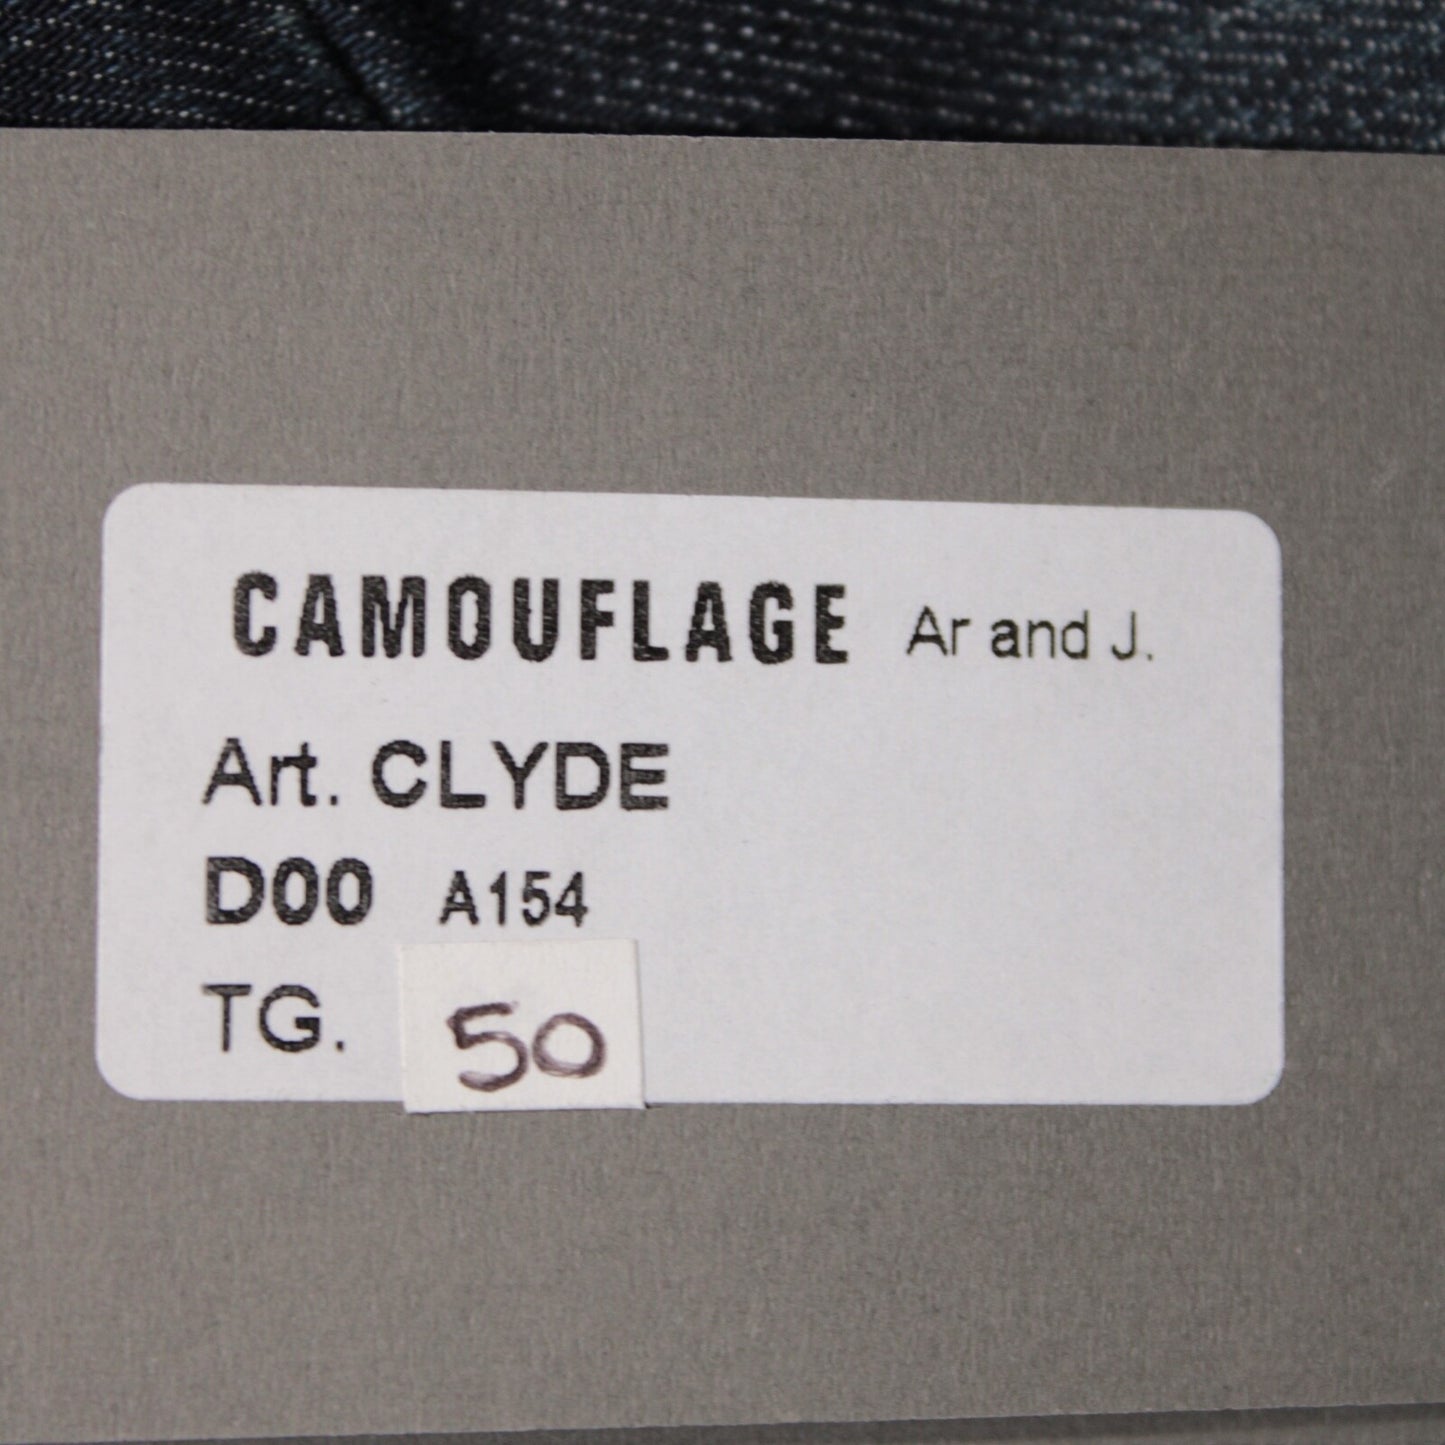 CAMOUFLAGE Ar and J.
Art. CLYDE
D00 A154
TG. 50